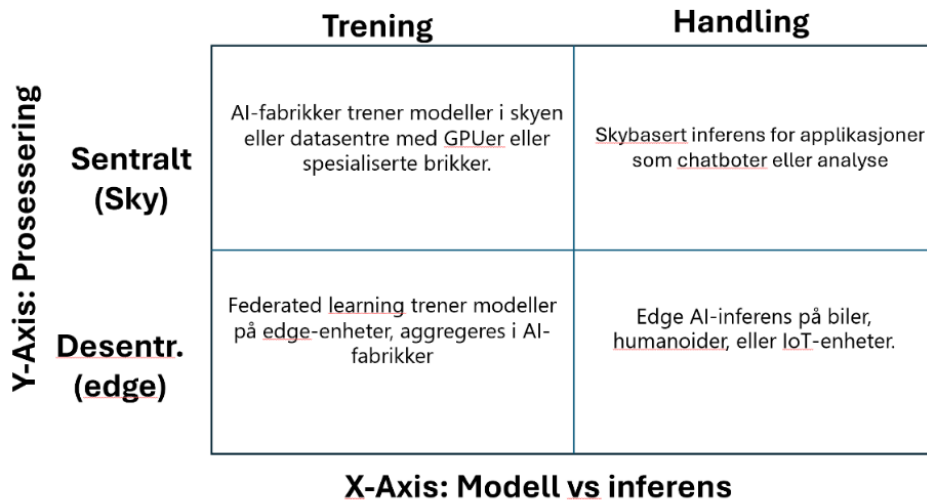 Trening
Handling
Y-Axis: Prosessering
Sentralt
(Sky)
AI-fabrikker trener modeller i skyen
eller datasentre med GPUer eller
spesialiserte brikker.
Skybasert inferens for applikasjoner
som chatboter eller analyse
Desentr.
(edge)
Federated learning trener modeller
på edge-enheter, aggregeres i AI-
fabrikker
Edge AI-inferens på biler,
humanoider, eller IoT-enheter.
X-Axis: Modell vs inferens